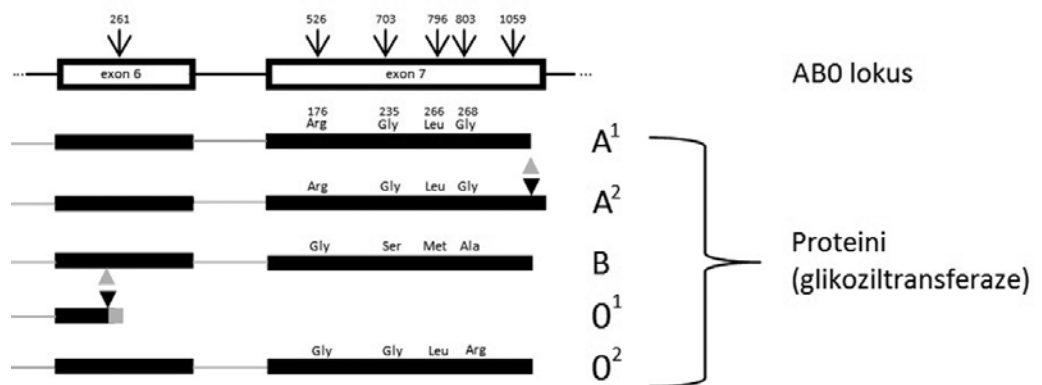 261 526 703 796 803 1059
... exon 6 exon 7 ... AB0 lokus
176 235 266 268
Arg Gly Leu Gly
A¹
Arg Gly Leu Gly
A²
Gly Ser Met Ala
B
Proteini
(glikoziltransferaze)
0¹
Gly Gly Leu Arg
0²